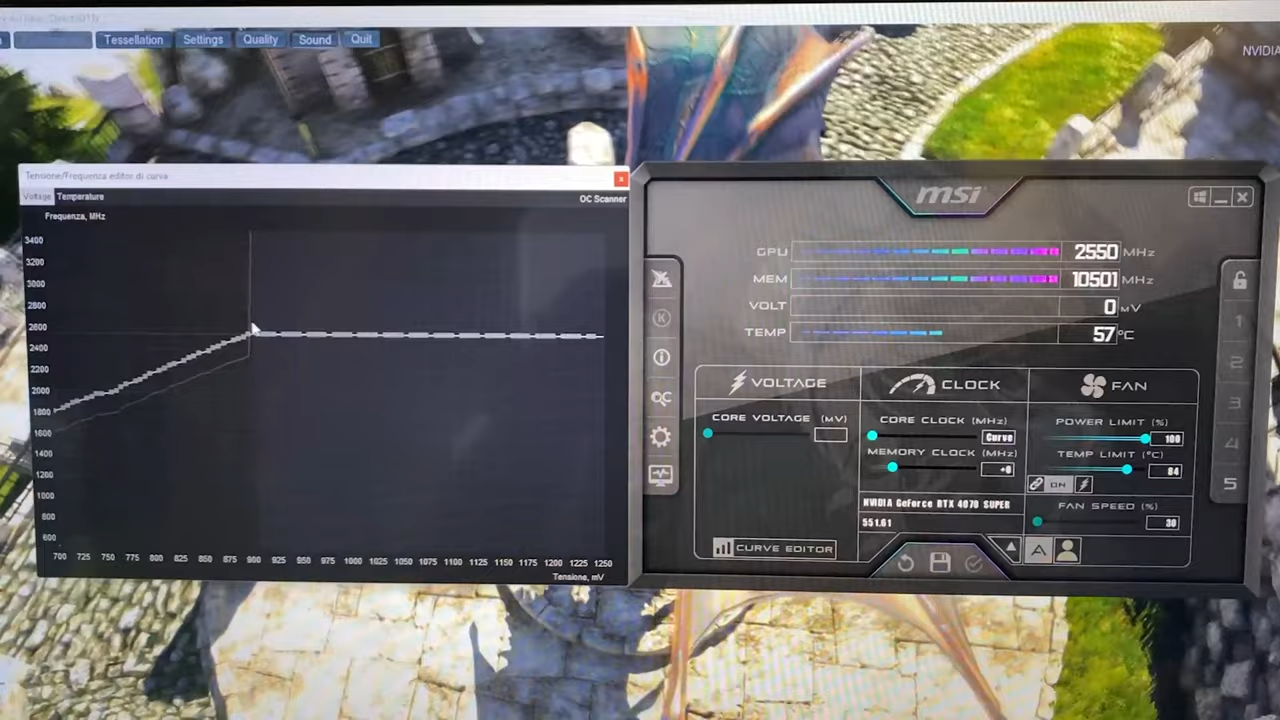 Tessellation Settings Quality Sound Quit
NVIDIA
Tensione/Frequenza editor di curva x
Voltage Temperature OC Scanner
Frequenza, MHz
3400
3200
3000
2800
2600
2400
2200
2000
1800
1600
1400
1200
1000
800
600
700 725 750 775 800 825 850 875 900 925 950 975 1000 1025 1050 1075 1100 1125 1150 1175 1200 1225 1250
Tensione, mV
msi
GPU 2550 MHz
MEM 10501 MHz
VOLT 0 mV
TEMP 57 °C
K
i
OC
1
2
3
4
5
VOLTAGE CLOCK FAN
CORE VOLTAGE (MV)
CORE CLOCK (MHz)
Curve
MEMORY CLOCK (MHz)
+0
POWER LIMIT (%)
100
TEMP LIMIT (°C)
84
ON
NVIDIA GeForce RTX 4070 SUPER
551.61
FAN SPEED (%)
30
CURVE EDITOR
A